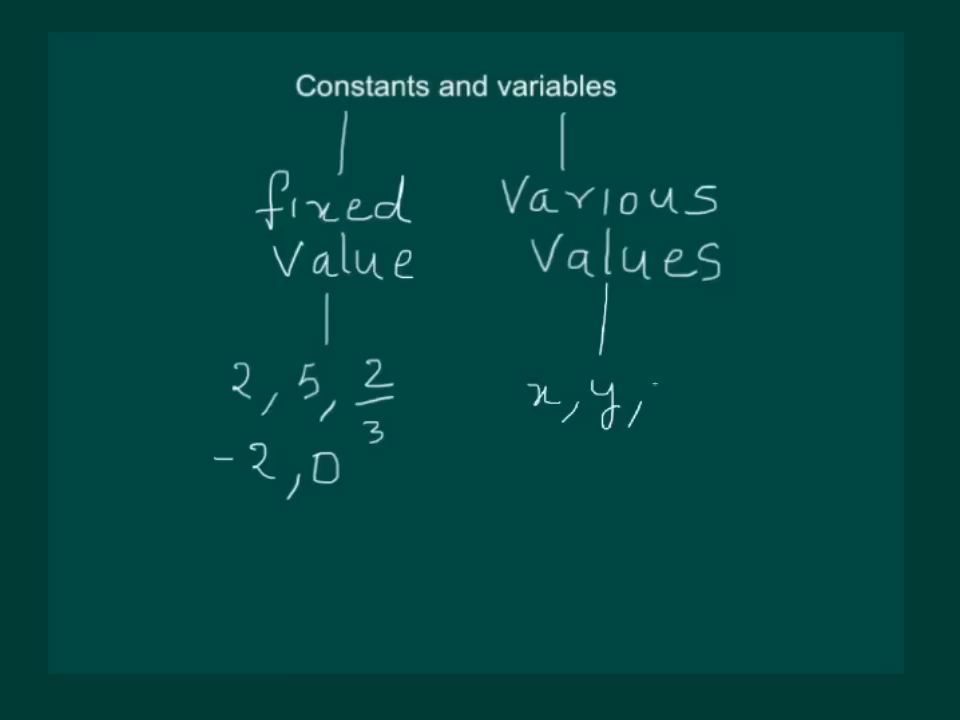 Constants and variables
fixed various
value values
2, 5, 2/3 x, y,
-2, 0